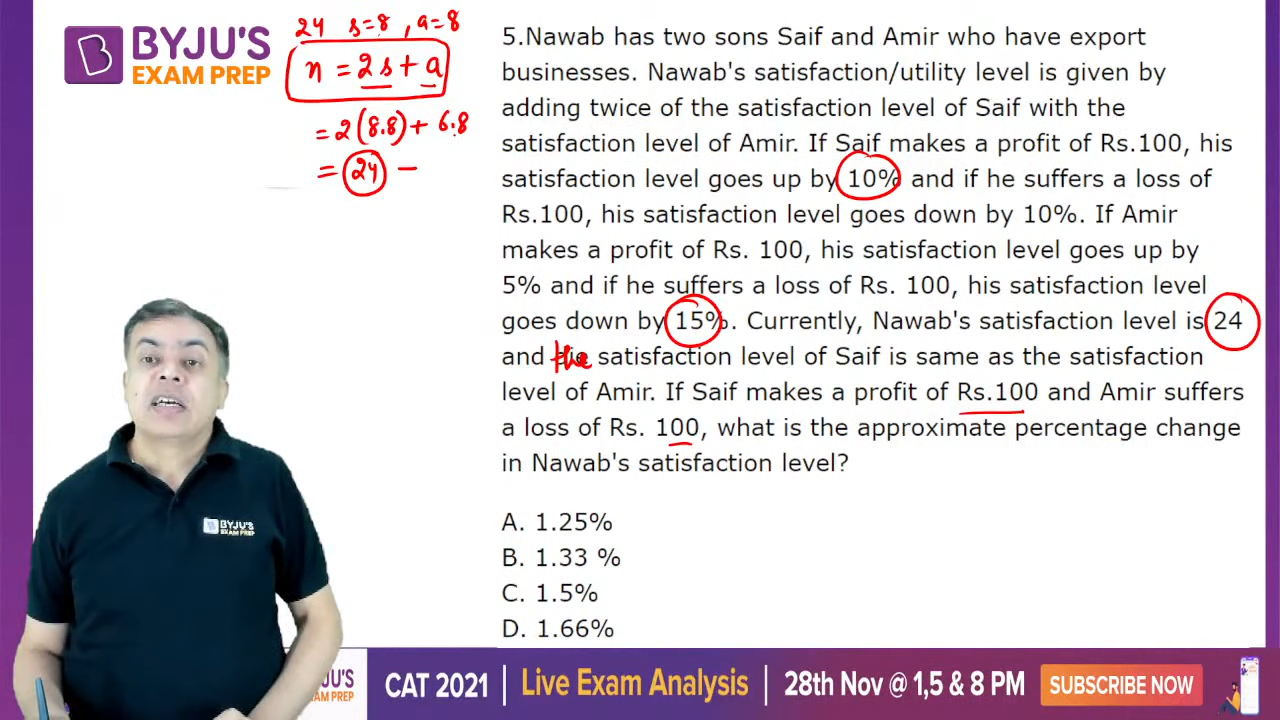 BYJU'S
EXAM PREP
24 s=8 , a=8
n = 2s + a
= 2(8.8) + 6.8
= 24 -
5.Nawab has two sons Saif and Amir who have export
businesses. Nawab's satisfaction/utility level is given by
adding twice of the satisfaction level of Saif with the
satisfaction level of Amir. If Saif makes a profit of Rs.100, his
satisfaction level goes up by 10% and if he suffers a loss of
Rs.100, his satisfaction level goes down by 10%. If Amir
makes a profit of Rs. 100, his satisfaction level goes up by
5% and if he suffers a loss of Rs. 100, his satisfaction level
goes down by 15%. Currently, Nawab's satisfaction level is 24
and the satisfaction level of Saif is same as the satisfaction
level of Amir. If Saif makes a profit of Rs.100 and Amir suffers
a loss of Rs. 100, what is the approximate percentage change
in Nawab's satisfaction level?
A. 1.25%
B. 1.33 %
C. 1.5%
D. 1.66%
BYJU'S
EXAM PREP
JU'S
M PREP
CAT 2021
Live Exam Analysis
28th Nov @ 1,5 & 8 PM
SUBSCRIBE NOW